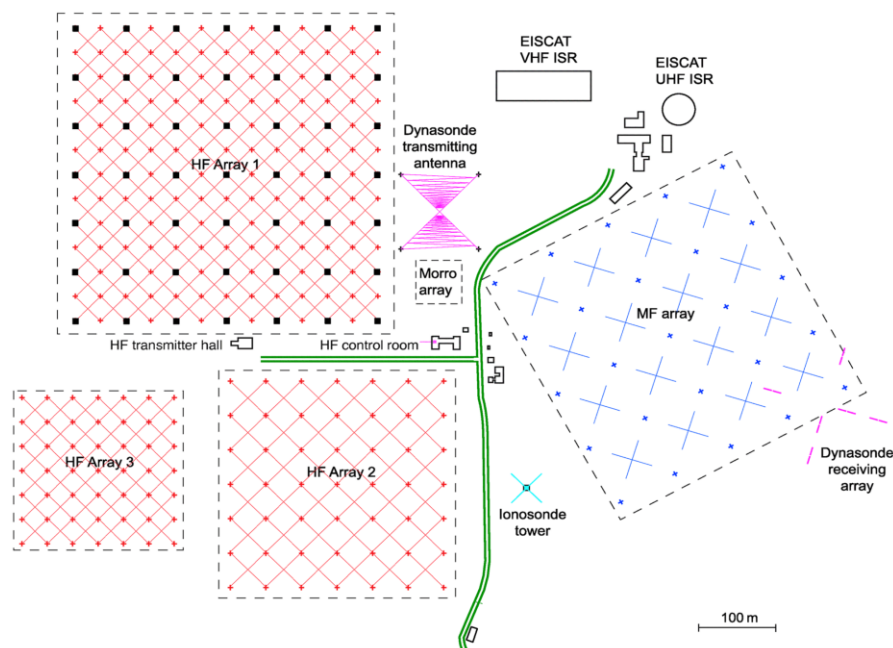 EISCAT
VHF ISR
EISCAT
UHF ISR
Dynasonde
transmitting
antenna
HF Array 1
Morro
array
MF array
HF transmitter hall
HF control room
HF Array 3
HF Array 2
Dynasonde
receiving
array
Ionosonde
tower
100 m